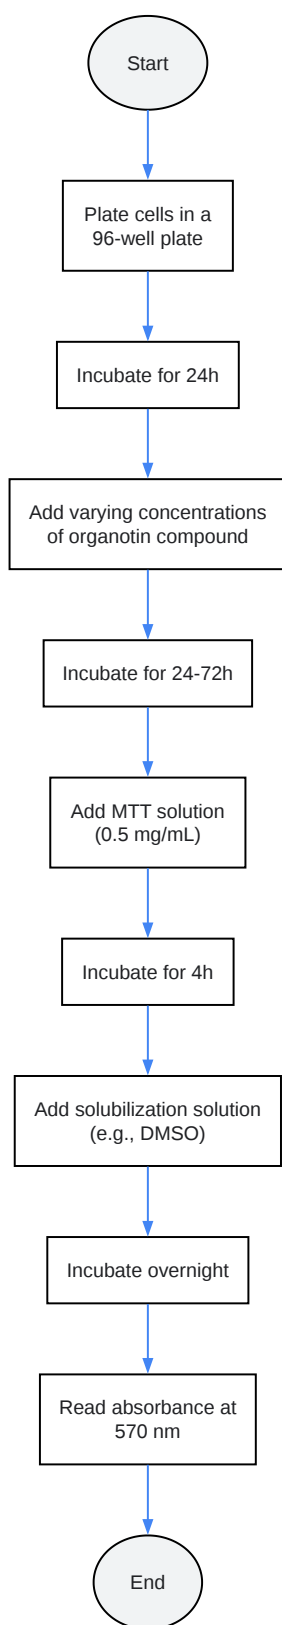 Start
Plate cells in a
96-well plate
Incubate for 24h
Add varying concentrations
of organotin compound
Incubate for 24-72h
Add MTT solution
(0.5 mg/mL)
Incubate for 4h
Add solubilization solution
(e.g., DMSO)
Incubate overnight
Read absorbance at
570 nm
End